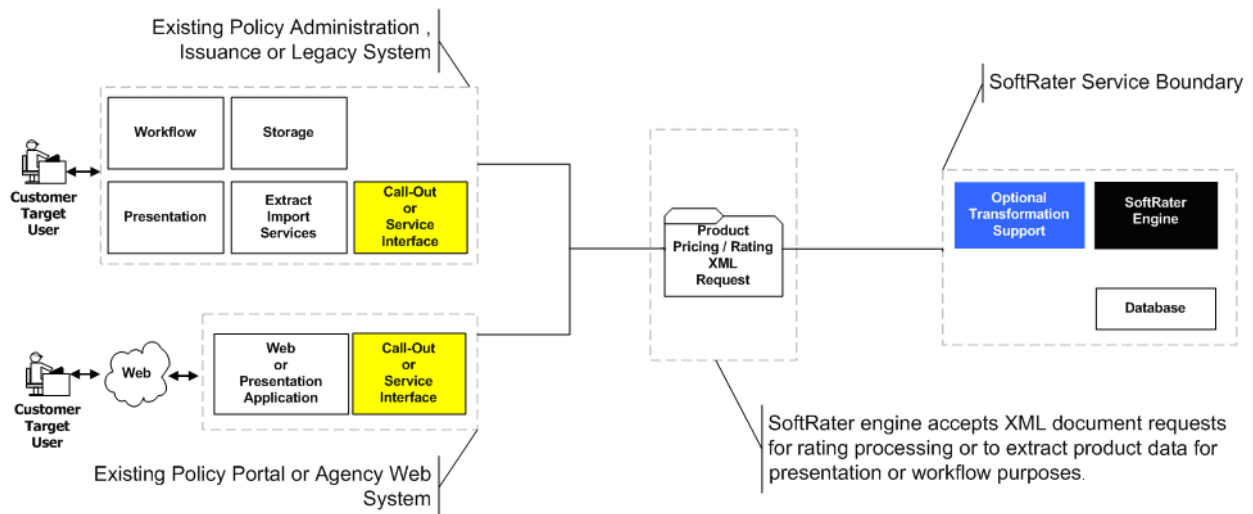 Existing Policy Administration ,
Issuance or Legacy System
SoftRater Service Boundary
Workflow
Storage
Customer
Target
User
Presentation
Extract
Import
Services
Call-Out
or
Service
Interface
Product
Pricing / Rating
XML
Request
Optional
Transformation
Support
SoftRater
Engine
Database
Customer
Target
User
Web
Web
or
Presentation
Application
Call-Out
or
Service
Interface
Existing Policy Portal or Agency Web
System
SoftRater engine accepts XML document requests
for rating processing or to extract product data for
presentation or workflow purposes.